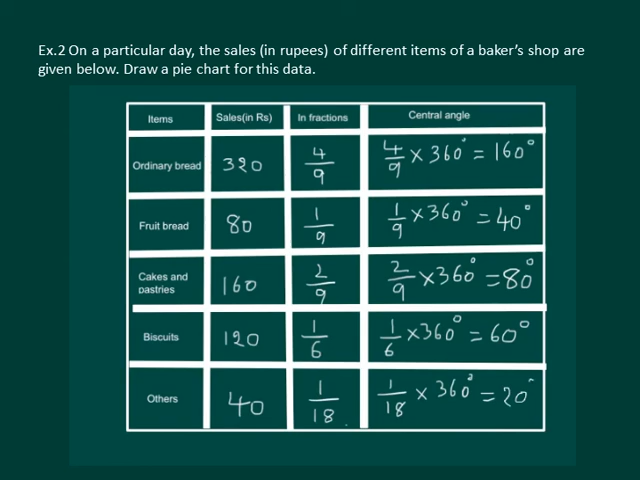 Ex.2 On a particular day, the sales (in rupees) of different items of a baker's shop are
given below. Draw a pie chart for this data.
Items Sales(in Rs) In fractions Central angle
Ordinary bread 320 4/9 4/9 × 360° = 160°
Fruit bread 80 1/9 1/9 × 360° = 40°
Cakes and
pastries 160 2/9 2/9 × 360° = 80°
Biscuits 120 1/6 1/6 × 360° = 60°
Others 40 1/18 1/18 × 360° = 20°